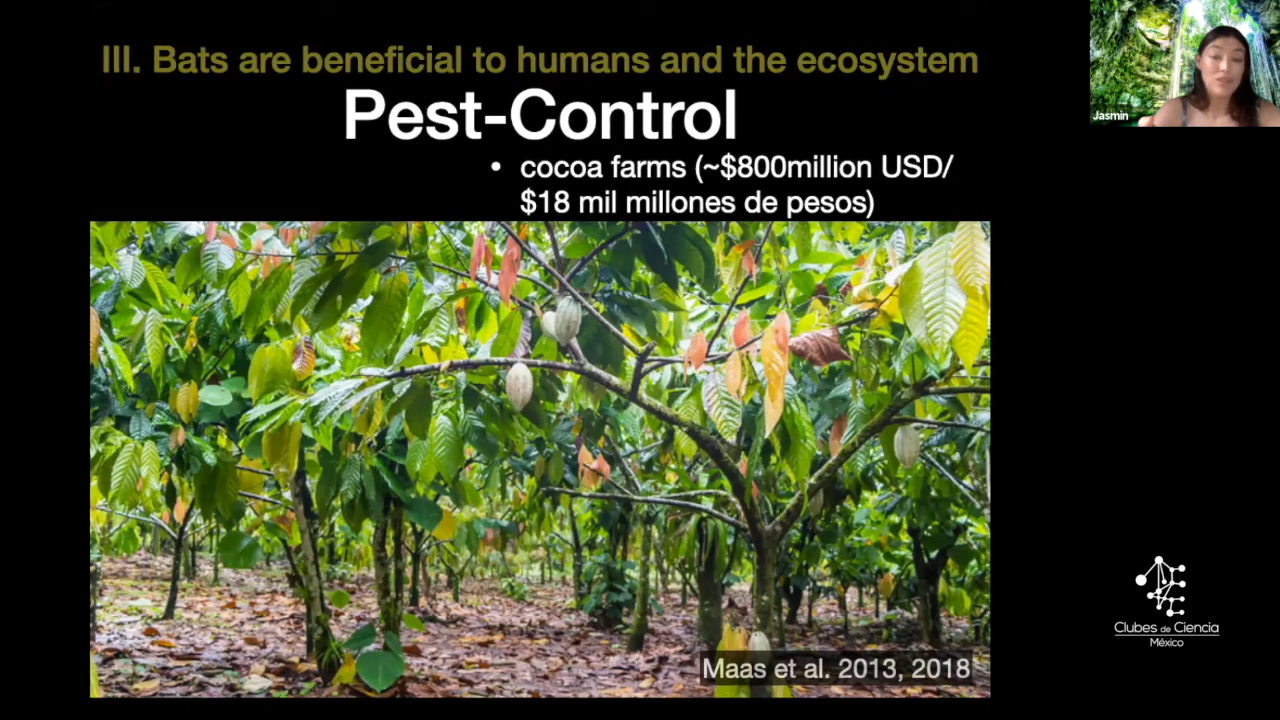 III. Bats are beneficial to humans and the ecosystem
Pest-Control
• cocoa farms (~$800million USD/
$18 mil millones de pesos)
Jasmin
Maas et al. 2013, 2018
Clubes de Ciencia
México